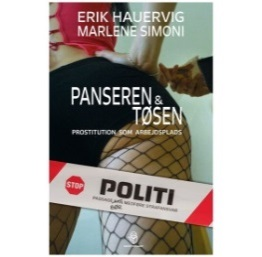 ERIK HAUERVIG
MARLENE SIMONI
PANSEREN &
TØSEN
PROSTITUTION SOM ARBEJDSPLADS
STOP
POLITI